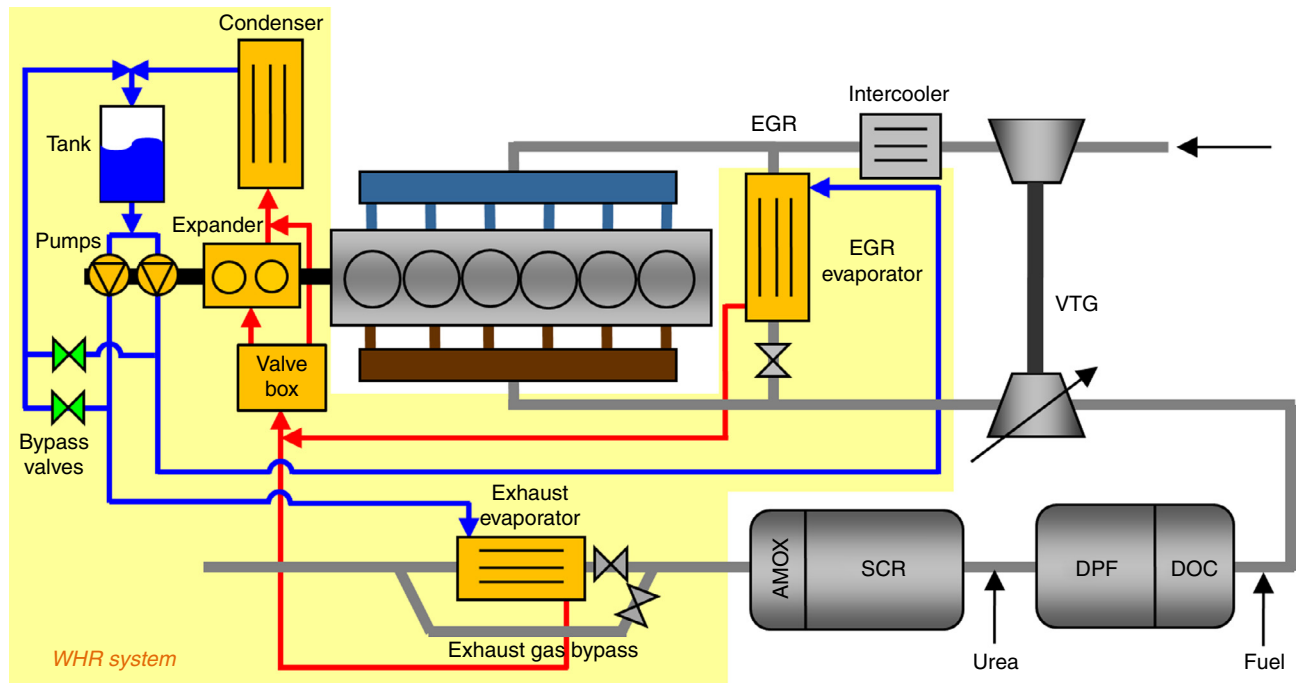 Condenser
Intercooler
EGR
Tank
Expander
Pumps
EGR
evaporator
VTG
Valve
box
Bypass
valves
Exhaust
evaporator
AMOX
SCR
DPF
DOC
Exhaust gas bypass
WHR system
Urea
Fuel